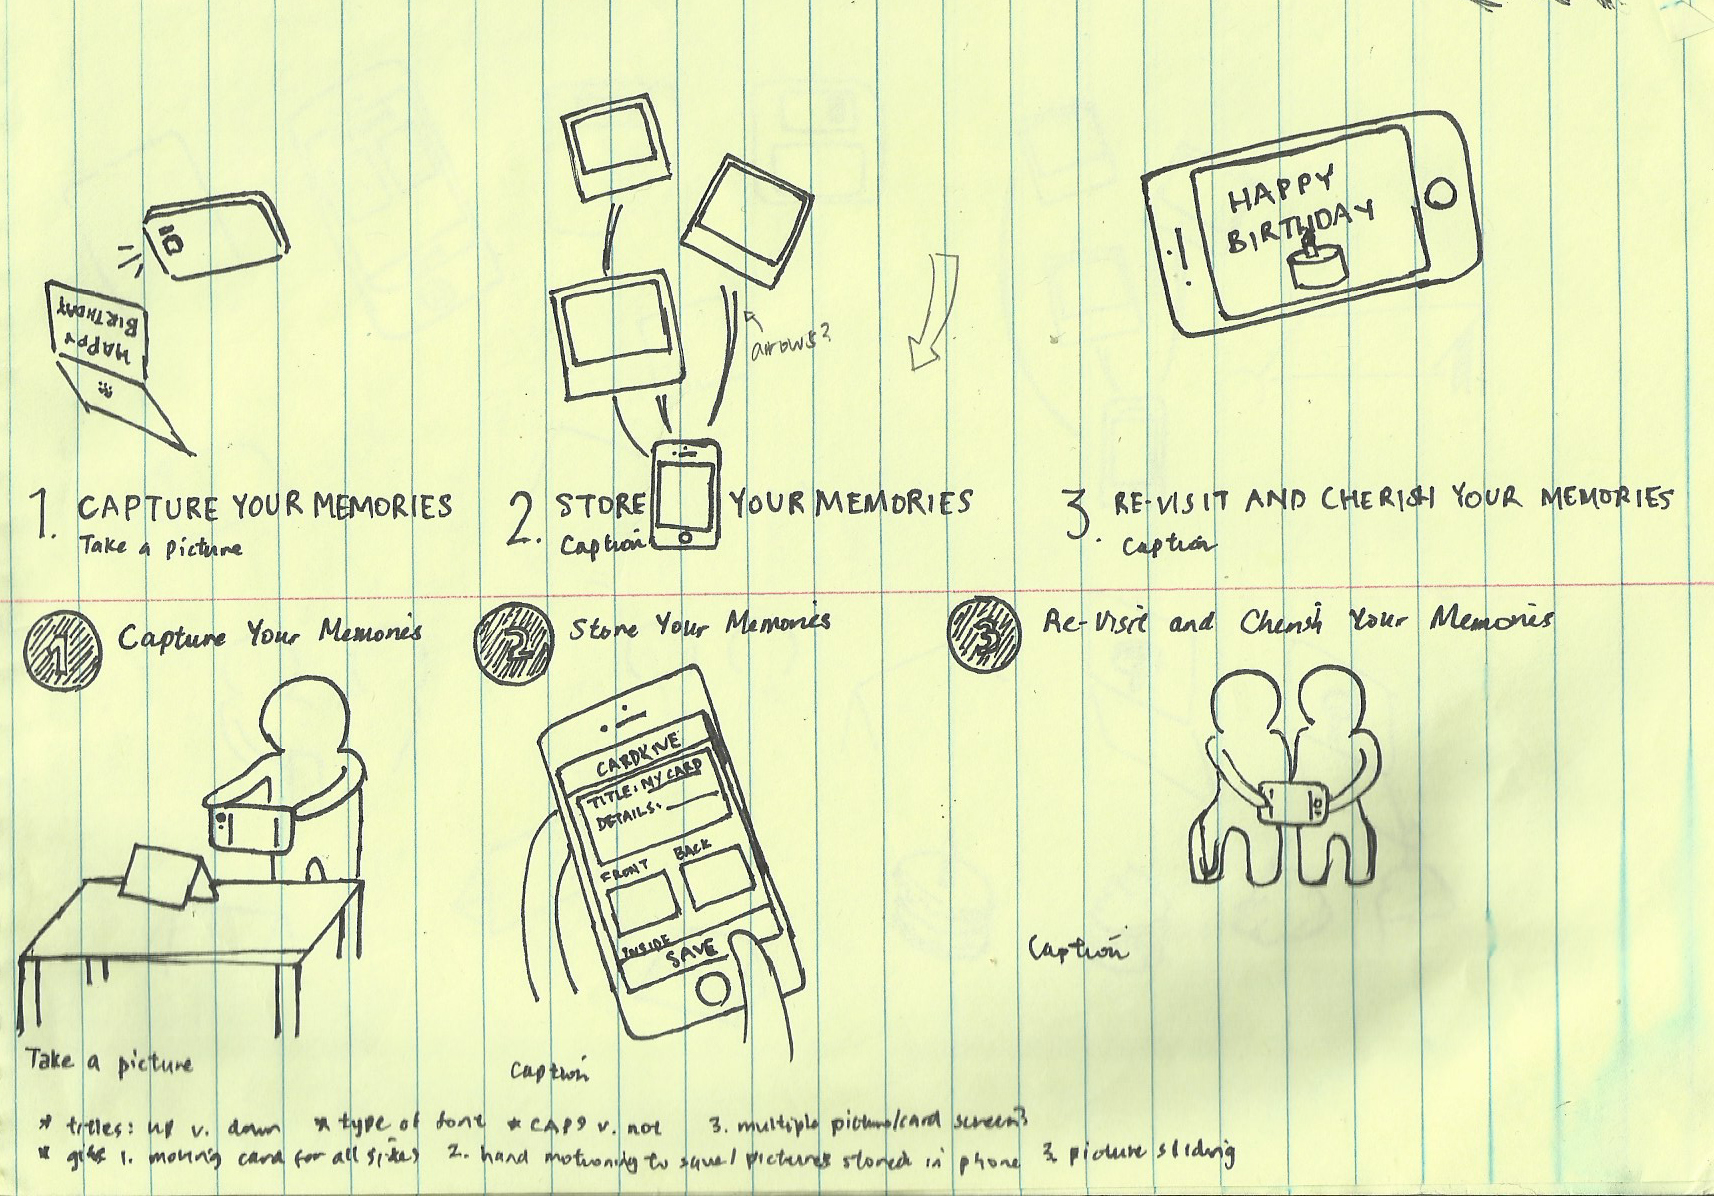 HAPPY
BIRTHDAY
arrows?
HAPPY
BIRTHDAY
1. CAPTURE YOUR MEMORIES
Take a picture
2. STORE YOUR MEMORIES
Caption
3. RE-VISIT AND CHERISH YOUR MEMORIES
Caption
1 Capture Your Memories
2 Store Your Memories
3 Re-Visit and Cherish Your Memories
CARDKIVE
TITLE: MY CARD
DETAILS:
FRONT BACK
INSIDE
SAVE
Caption
Take a picture
Caption
* titles: up v. down * type of font * CAPS v. not 3. multiple picture/card screen?
* gifs 1. moving card for all sides 2. hand motioning to save/pictures stored in phone 3. picture sliding